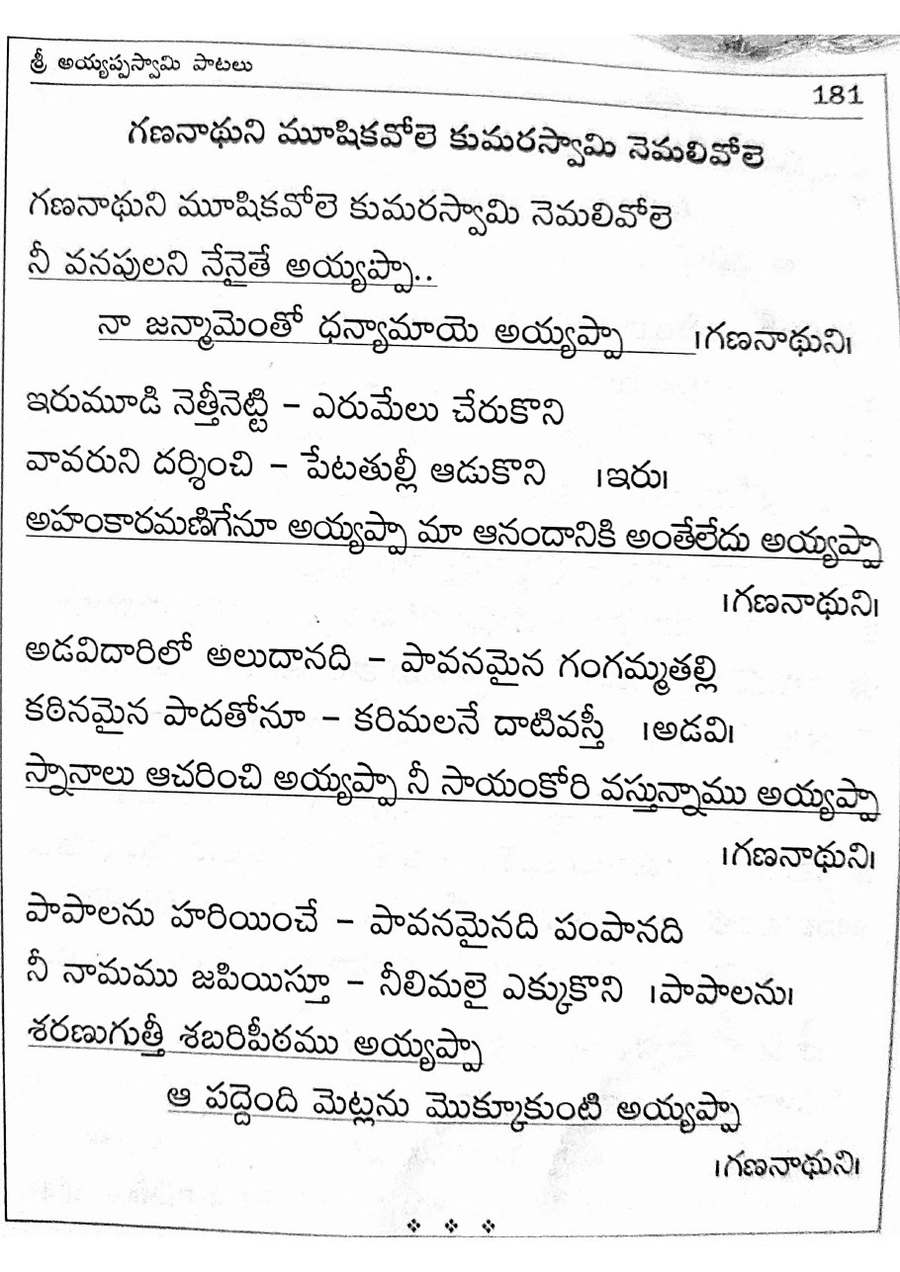 శ్రీ అయ్యప్పస్వామి పాటలు
181
గణనాథుని మూషికవోలె కుమరస్వామి నెమలివోలె
గణనాథుని మూషికవోలె కుమరస్వామి నెమలివోలె
నీ వనపులని నేనైతే అయ్యప్పా..
నా జన్మామెంతో ధన్యామాయె అయ్యప్పా ।గణనాథుని।
ఇరుమూడి నెత్తీనెట్టి – ఎరుమేలు చేరుకొని
వావరుని దర్శించి – పేటతుల్లీ ఆడుకొని ।ఇరు।
అహంకారమణిగేనూ అయ్యప్పా మా ఆనందానికి అంతేలేదు అయ్యప్పా
।గణనాథుని।
అడవిదారిలో అలుదానది – పావనమైన గంగమ్మతల్లి
కఠినమైన పాదతోనూ – కరిమలనే దాటివస్తీ ।అడవి।
స్నానాలు ఆచరించి అయ్యప్పా నీ సాయంకోరి వస్తున్నాము అయ్యప్పా
।గణనాథుని।
పాపాలను హరియించే – పావనమైనది పంపానది
నీ నామము జపియిస్తూ – నీలిమలై ఎక్కుకొని ।పాపాలను।
శరణుగుత్తీ శబరిపీఠము అయ్యప్పా
ఆ పద్దెంది మెట్లను మొక్కూకుంటి అయ్యప్పా
।గణనాథుని।